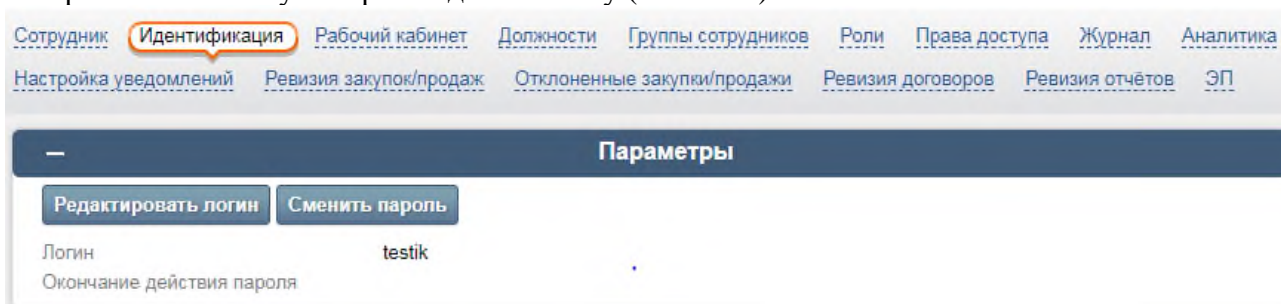 Сотрудник Идентификация Рабочий кабинет Должности Группы сотрудников Роли Права доступа Журнал Аналитика
Настройка уведомлений Ревизия закупок/продаж Отклоненные закупки/продажи Ревизия договоров Ревизия отчётов ЭП
Параметры
Редактировать логин Сменить пароль
Логин testik
Окончание действия пароля